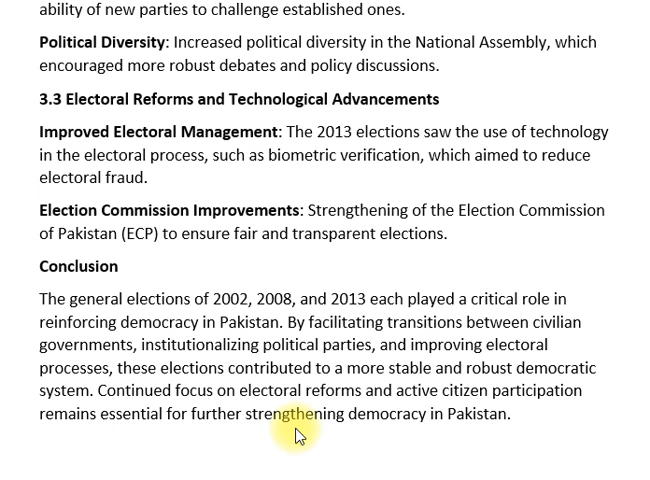 ability of new parties to challenge established ones.
Political Diversity: Increased political diversity in the National Assembly, which
encouraged more robust debates and policy discussions.
3.3 Electoral Reforms and Technological Advancements
Improved Electoral Management: The 2013 elections saw the use of technology
in the electoral process, such as biometric verification, which aimed to reduce
electoral fraud.
Election Commission Improvements: Strengthening of the Election Commission
of Pakistan (ECP) to ensure fair and transparent elections.
Conclusion
The general elections of 2002, 2008, and 2013 each played a critical role in
reinforcing democracy in Pakistan. By facilitating transitions between civilian
governments, institutionalizing political parties, and improving electoral
processes, these elections contributed to a more stable and robust democratic
system. Continued focus on electoral reforms and active citizen participation
remains essential for further strengthening democracy in Pakistan.